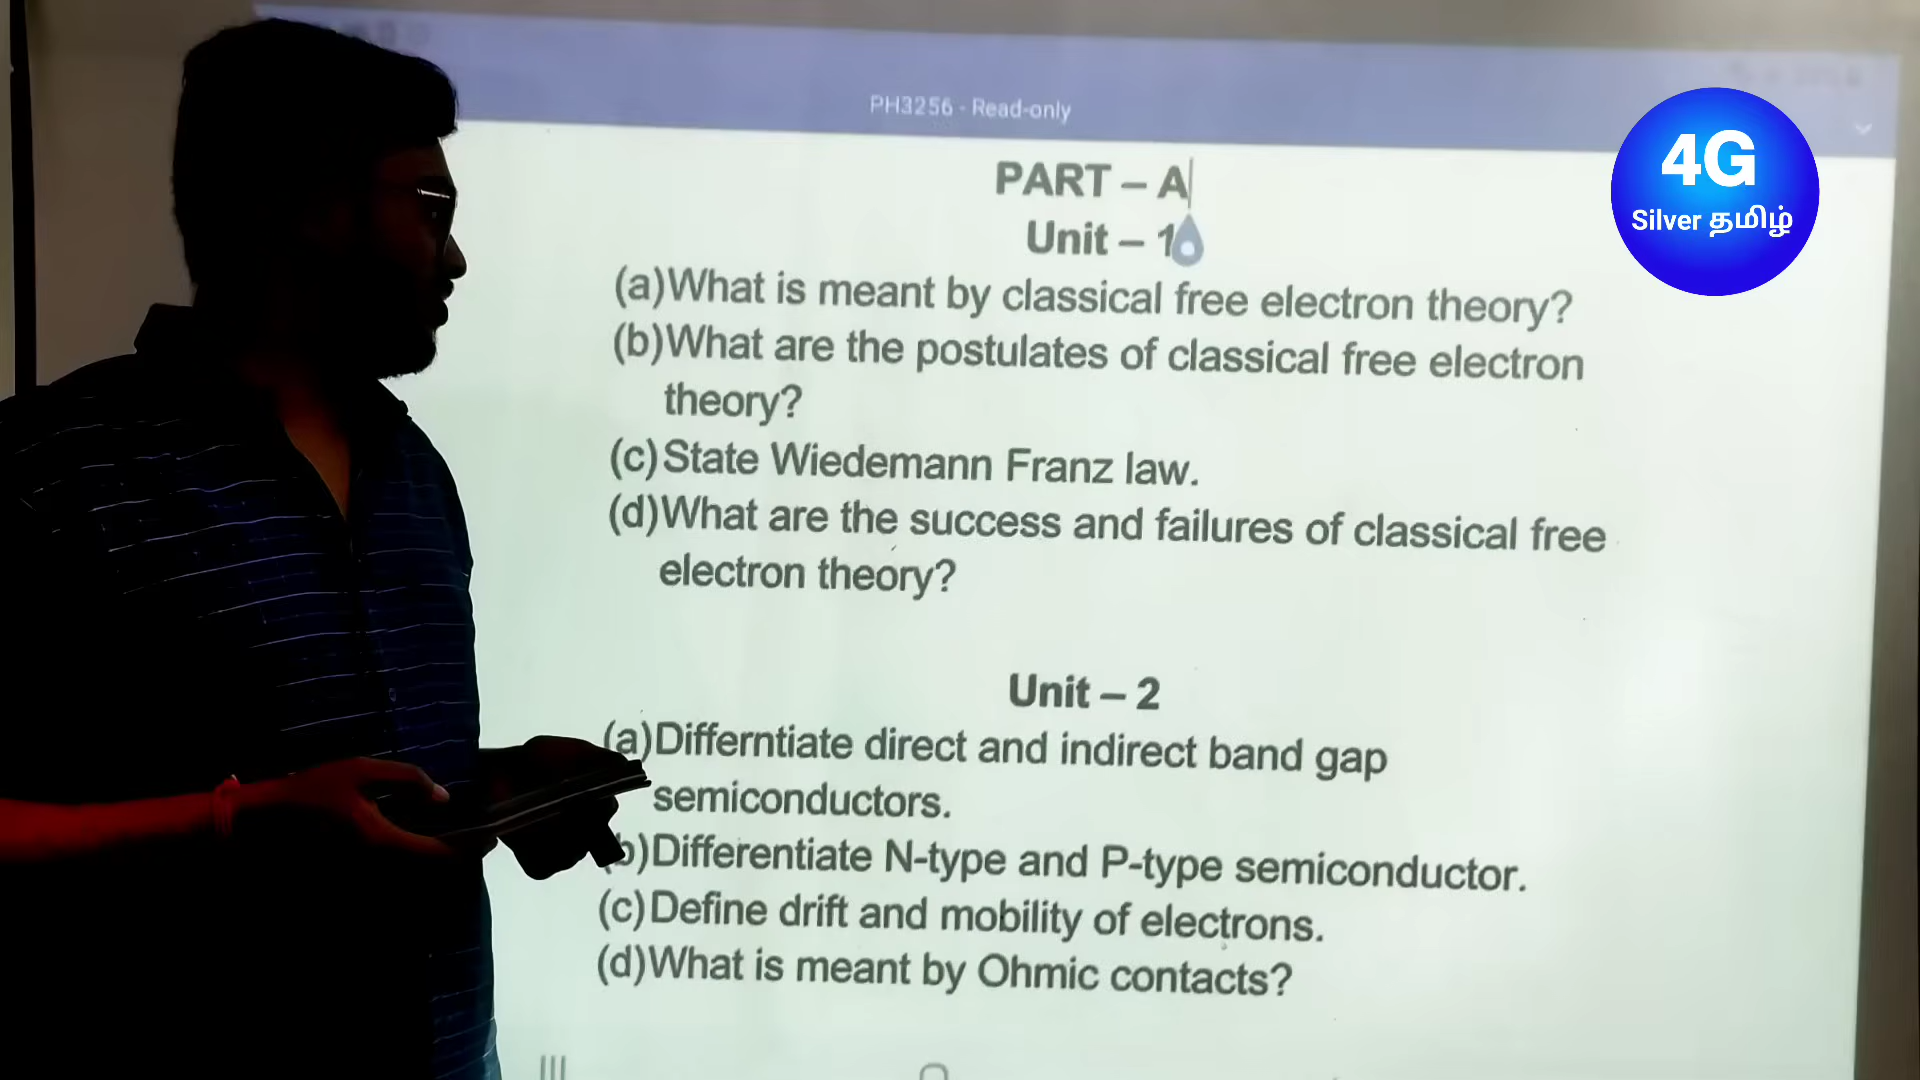 PH3256 - Read-only
4G
Silver தமிழ்
PART – A
Unit – 1
(a)What is meant by classical free electron theory?
(b)What are the postulates of classical free electron
theory?
(c)State Wiedemann Franz law.
(d)What are the success and failures of classical free
electron theory?
Unit – 2
(a)Differntiate direct and indirect band gap
semiconductors.
(b)Differentiate N-type and P-type semiconductor.
(c)Define drift and mobility of electrons.
(d)What is meant by Ohmic contacts?